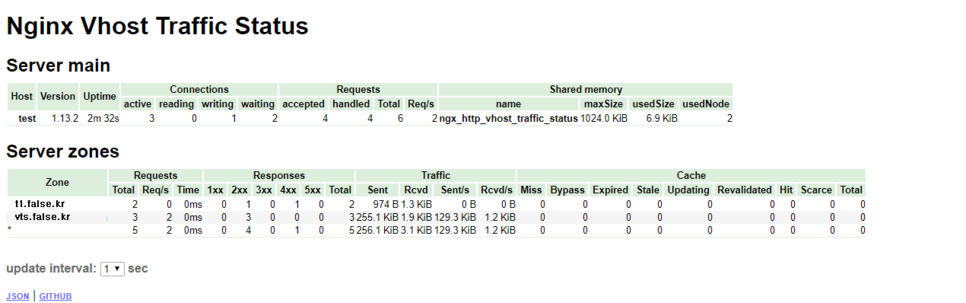 Nginx Vhost Traffic Status
Server main
Host Version Uptime Connections Requests Shared memory
active reading writing waiting accepted handled Total Req/s name maxSize usedSize usedNode
test 1.13.2 2m 32s 3 0 1 2 4 4 6 2 ngx_http_vhost_traffic_status 1024.0 KiB 6.9 KiB 2
Server zones
Zone Requests Responses Traffic Cache
Total Req/s Time 1xx 2xx 3xx 4xx 5xx Total Sent Rcvd Sent/s Rcvd/s Miss Bypass Expired Stale Updating Revalidated Hit Scarce Total
t1.false.kr 2 0 0ms 0 1 0 1 0 2 974 B 1.3 KiB 0 B 0 B 0 0 0 0 0 0 0 0 0
vts.false.kr 3 2 0ms 0 3 0 0 0 3 255.1 KiB 1.9 KiB 129.3 KiB 1.2 KiB 0 0 0 0 0 0 0 0 0
* 5 2 0ms 0 4 0 1 0 5 256.1 KiB 3.1 KiB 129.3 KiB 1.2 KiB 0 0 0 0 0 0 0 0 0
update interval: 1 sec
JSON | GITHUB